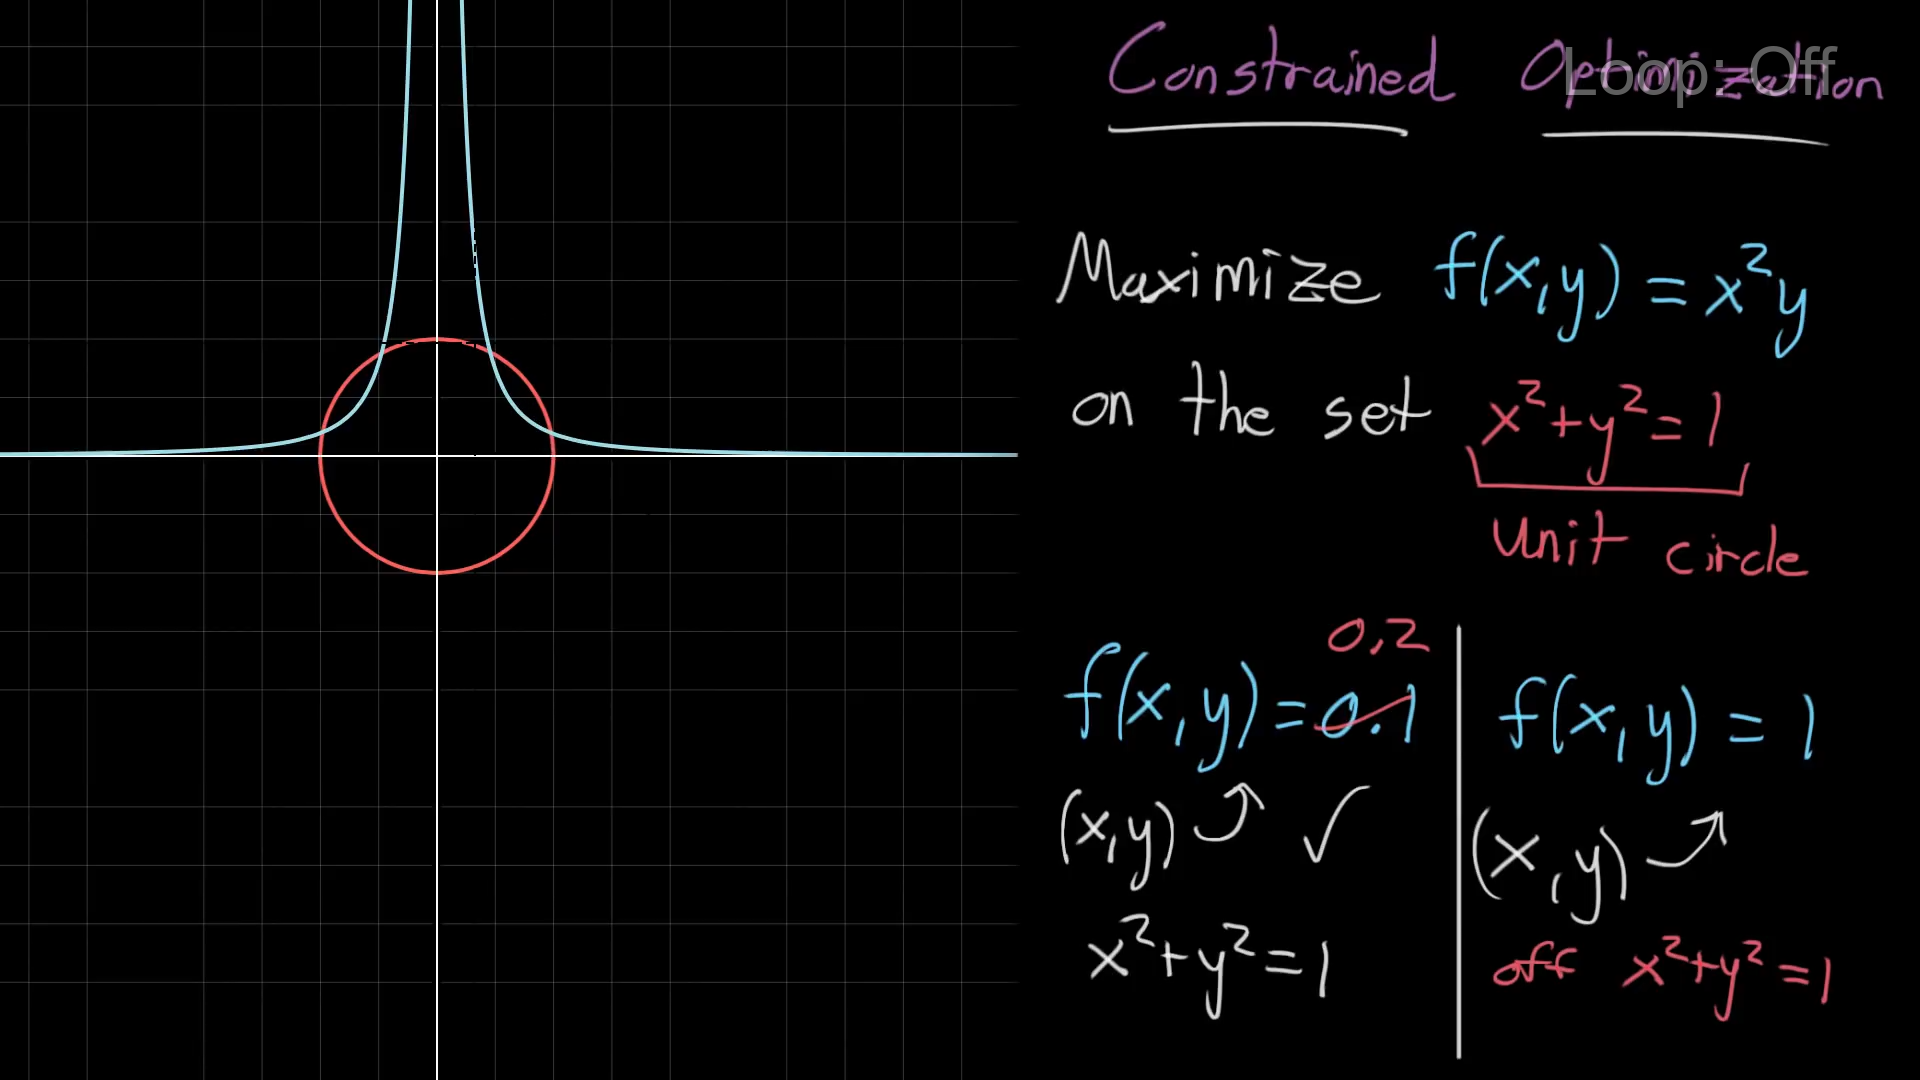 Constrained Optimization
Loop: Off
Maximize f(x,y) = x²y
on the set x²+y²=1
Unit circle
0,2
f(x,y)=0.1
(x,y) ✓
x²+y²=1
f(x,y) = 1
(x,y)
off x²+y²=1